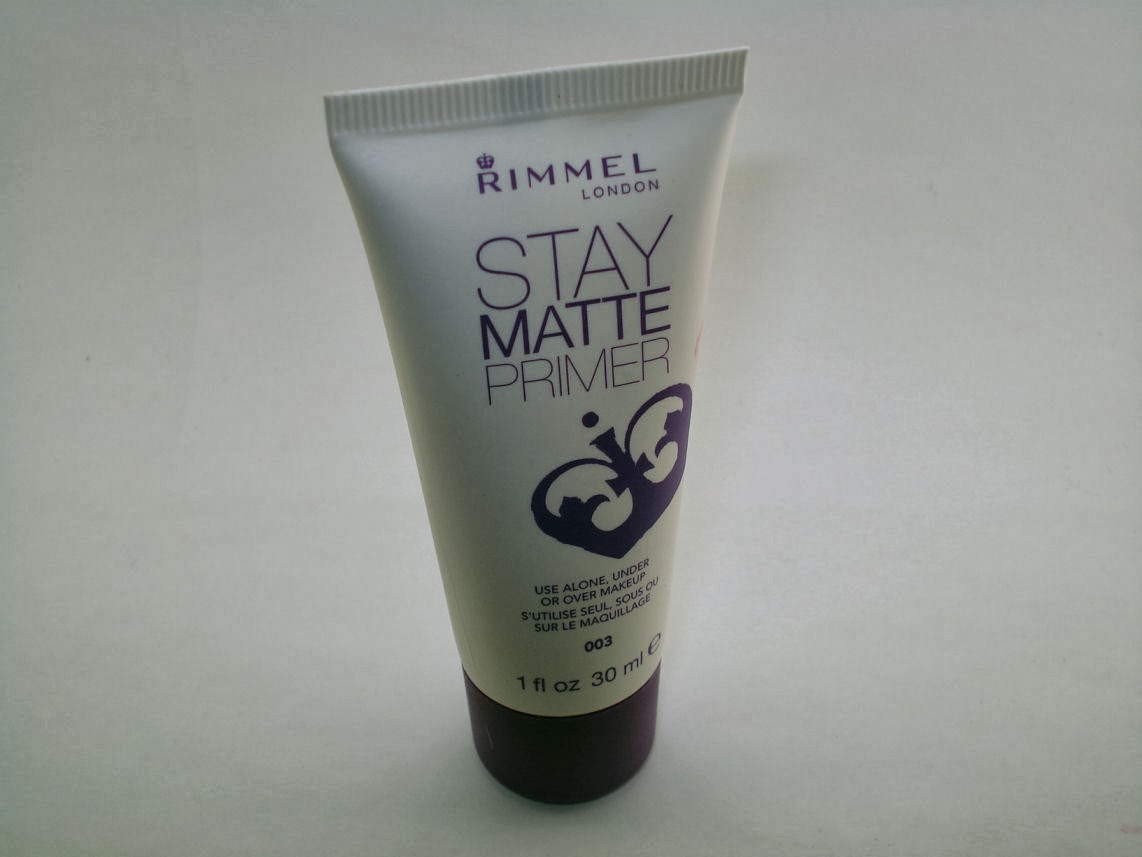 RIMMEL
LONDON
STAY
MATTE
PRIMER
USE ALONE, UNDER
OR OVER MAKEUP
S'UTILISE SEUL, SOUS OU
SUR LE MAQUILLAGE
003
1 fl oz 30 ml ℮